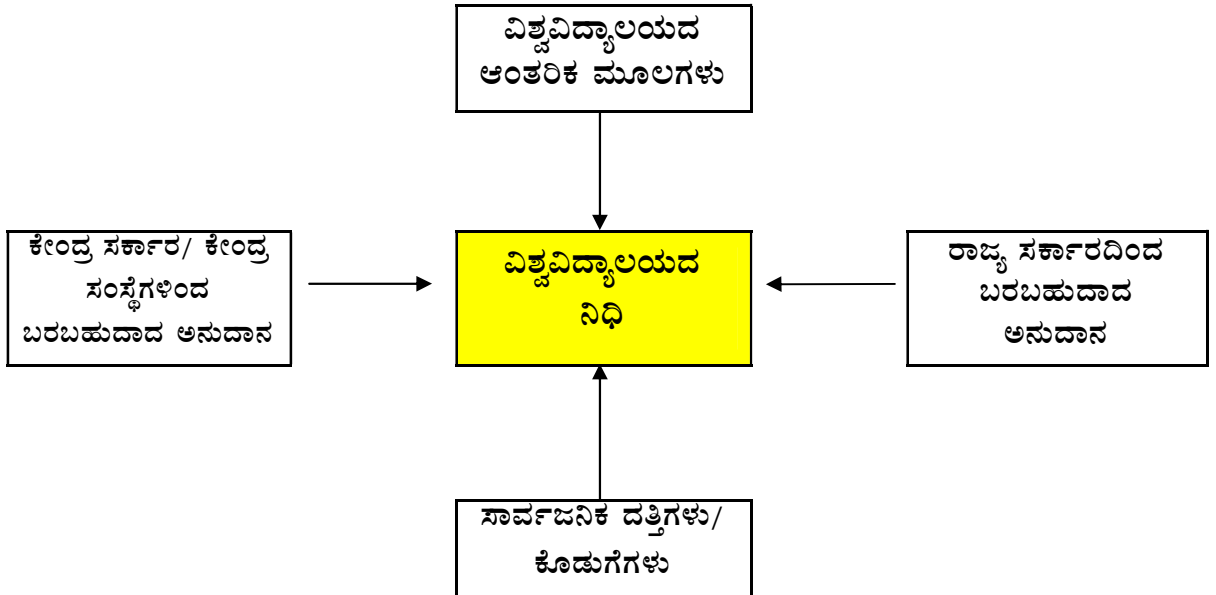 ವಿಶ್ವವಿದ್ಯಾಲಯದ
ಆಂತರಿಕ ಮೂಲಗಳು
ಕೇಂದ್ರ ಸರ್ಕಾರ/ ಕೇಂದ್ರ
ಸಂಸ್ಥೆಗಳಿಂದ
ಬರಬಹುದಾದ ಅನುದಾನ
ವಿಶ್ವವಿದ್ಯಾಲಯದ
ನಿಧಿ
ರಾಜ್ಯ ಸರ್ಕಾರದಿಂದ
ಬರಬಹುದಾದ
ಅನುದಾನ
ಸಾರ್ವಜನಿಕ ದತ್ತಿಗಳು/
ಕೊಡುಗೆಗಳು